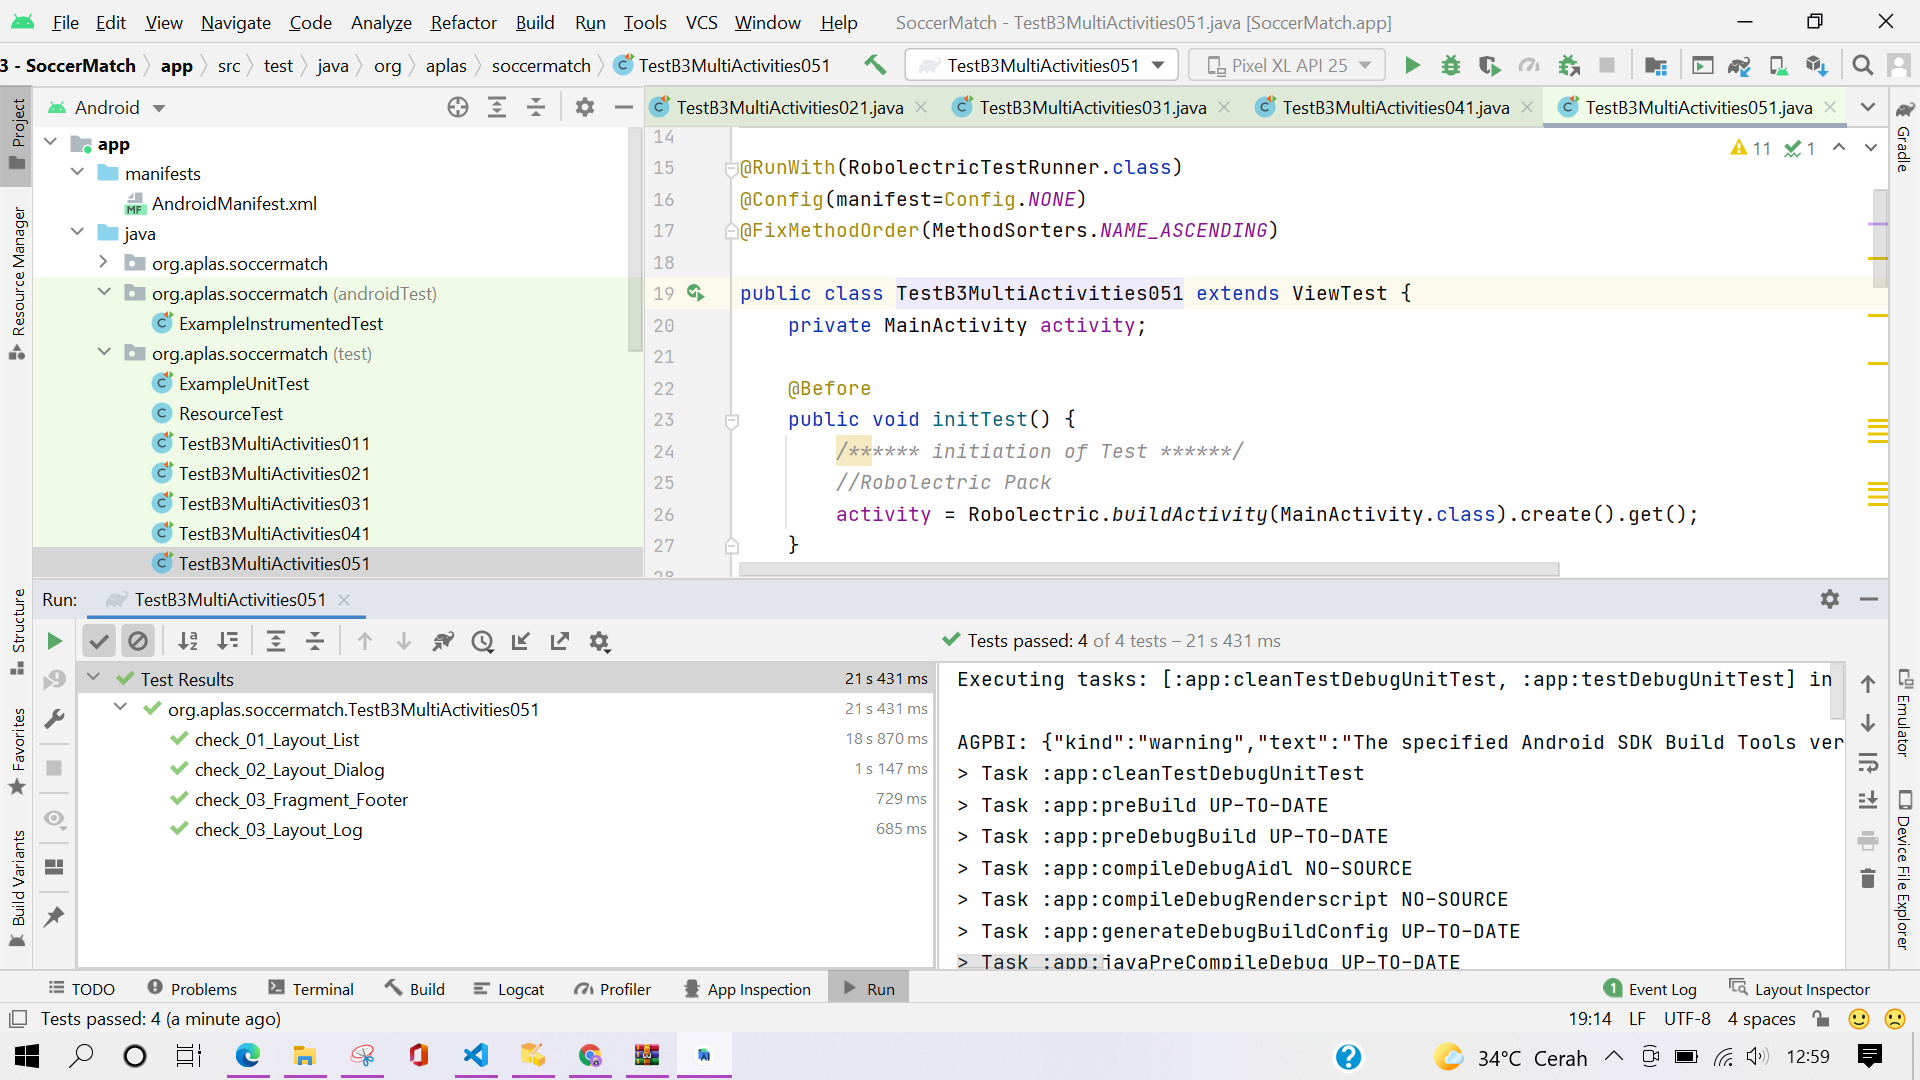 File Edit View Navigate Code Analyze Refactor Build Run Tools VCS Window Help SoccerMatch - TestB3MultiActivities051.java [SoccerMatch.app]
3 - SoccerMatch app src test java org aplas soccermatch TestB3MultiActivities051 TestB3MultiActivities051 Pixel XL API 25
Project
Resource Manager
Structure
Favorites
Build Variants
Android
app
manifests
AndroidManifest.xml
java
org.aplas.soccermatch
org.aplas.soccermatch (androidTest)
ExampleInstrumentedTest
org.aplas.soccermatch (test)
ExampleUnitTest
ResourceTest
TestB3MultiActivities011
TestB3MultiActivities021
TestB3MultiActivities031
TestB3MultiActivities041
TestB3MultiActivities051
TestB3MultiActivities021.java TestB3MultiActivities031.java TestB3MultiActivities041.java TestB3MultiActivities051.java
11 1
14
15 @RunWith(RobolectricTestRunner.class)
16 @Config(manifest=Config.NONE)
17 @FixMethodOrder(MethodSorters.NAME_ASCENDING)
18
19 public class TestB3MultiActivities051 extends ViewTest {
20 private MainActivity activity;
21
22 @Before
23 public void initTest() {
24 /****** initiation of Test ******/
25 //Robolectric Pack
26 activity = Robolectric.buildActivity(MainActivity.class).create().get();
27 }
28
Gradle
Emulator
Device File Explorer
Run: TestB3MultiActivities051
Tests passed: 4 of 4 tests – 21 s 431 ms
Test Results 21 s 431 ms
org.aplas.soccermatch.TestB3MultiActivities051 21 s 431 ms
check_01_Layout_List 18 s 870 ms
check_02_Layout_Dialog 1 s 147 ms
check_03_Fragment_Footer 729 ms
check_03_Layout_Log 685 ms
Executing tasks: [:app:cleanTestDebugUnitTest, :app:testDebugUnitTest] in

AGPBI: {"kind":"warning","text":"The specified Android SDK Build Tools ver
> Task :app:cleanTestDebugUnitTest
> Task :app:preBuild UP-TO-DATE
> Task :app:preDebugBuild UP-TO-DATE
> Task :app:compileDebugAidl NO-SOURCE
> Task :app:compileDebugRenderscript NO-SOURCE
> Task :app:generateDebugBuildConfig UP-TO-DATE
> Task :app:javaPreCompileDebug UP-TO-DATE
TODO Problems Terminal Build Logcat Profiler App Inspection Run 1 Event Log Layout Inspector
Tests passed: 4 (a minute ago) 19:14 LF UTF-8 4 spaces
34°C Cerah 12:59